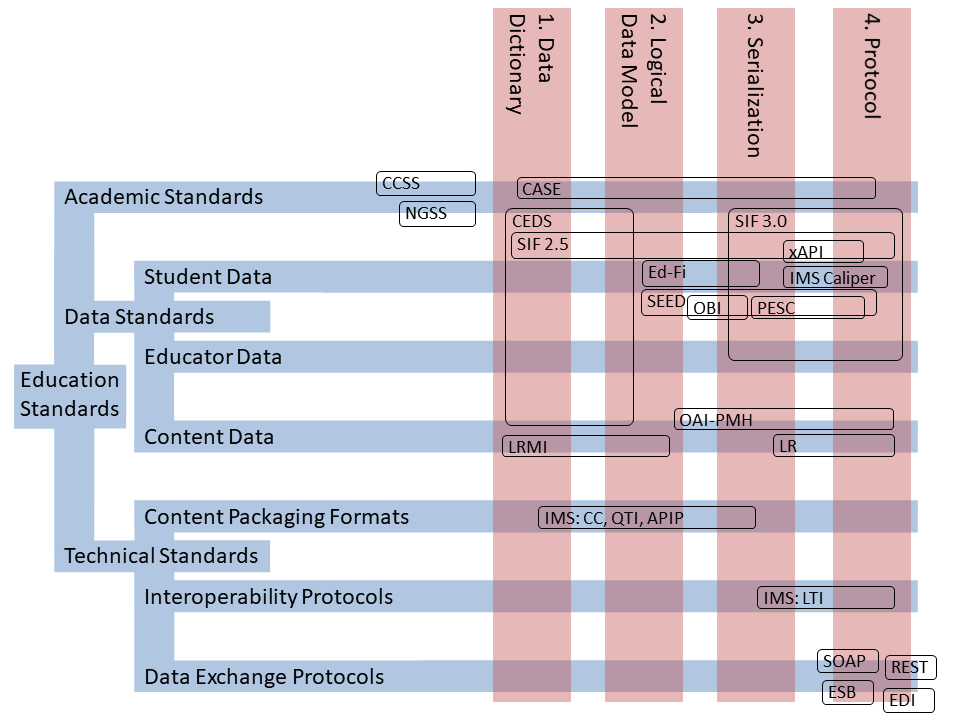 1. Data
Dictionary
2. Logical
Data Model
3. Serialization
4. Protocol
Academic Standards
CCSS
NGSS
CASE
CEDS
SIF 3.0
SIF 2.5
xAPI
Student Data
Ed-Fi
IMS Caliper
SEED
OBI
PESC
Data Standards
Educator Data
Education
Standards
Content Data
OAI-PMH
LRMI
LR
Content Packaging Formats
IMS: CC, QTI, APIP
Technical Standards
Interoperability Protocols
IMS: LTI
Data Exchange Protocols
SOAP
REST
ESB
EDI